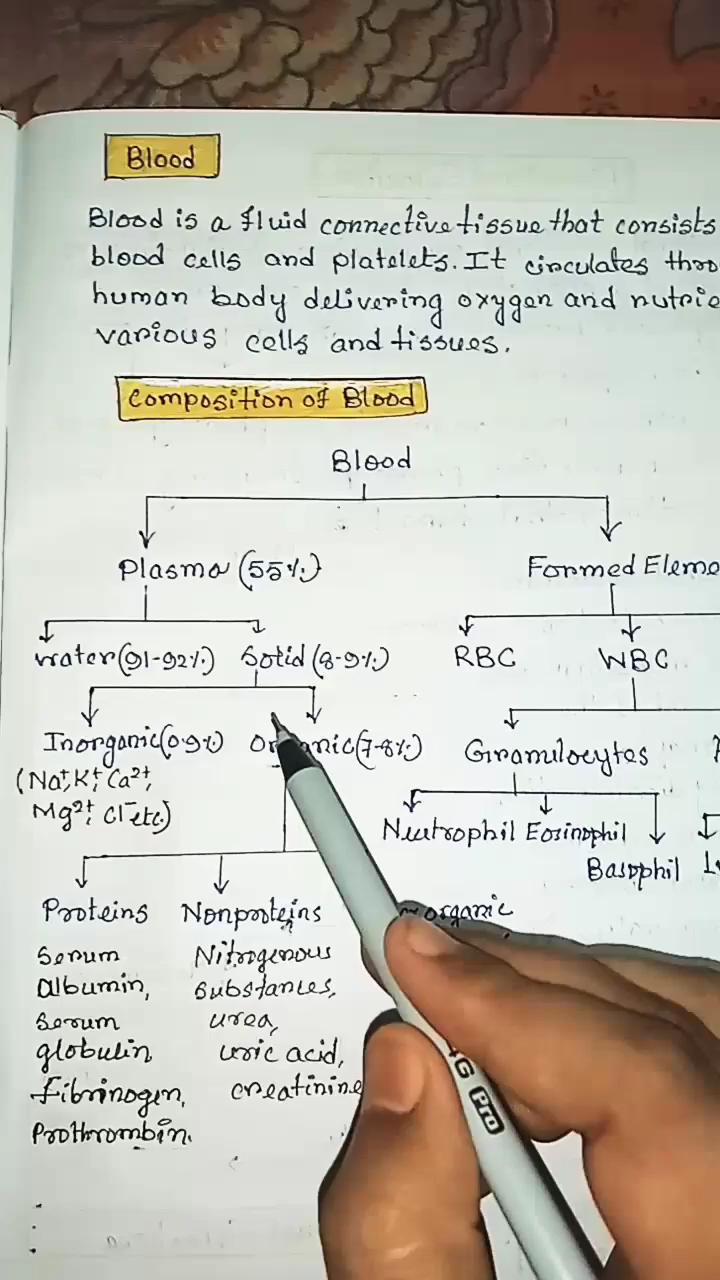 Blood
Blood is a fluid connective tissue that consists
blood cells and platelets. It circulates thro
human body delivering oxygen and nutrie
various cells and tissues.
Composition of Blood
Blood
Plasma (55%) Formed Eleme
Water (91-92%) Solid (8-9%) RBC WBC
Inorganic (0.9%) Organic (7-8%) Granulocytes
(Na⁺, K⁺, Ca²⁺,
Mg²⁺, Cl⁻ etc.)
Neutrophil Eosinophil
Basophil
Proteins Nonproteins organic
Serum Nitrogenous
albumin, substances,
serum urea,
globulin, uric acid,
Fibrinogen, creatinine
Prothrombin.
4G Pro